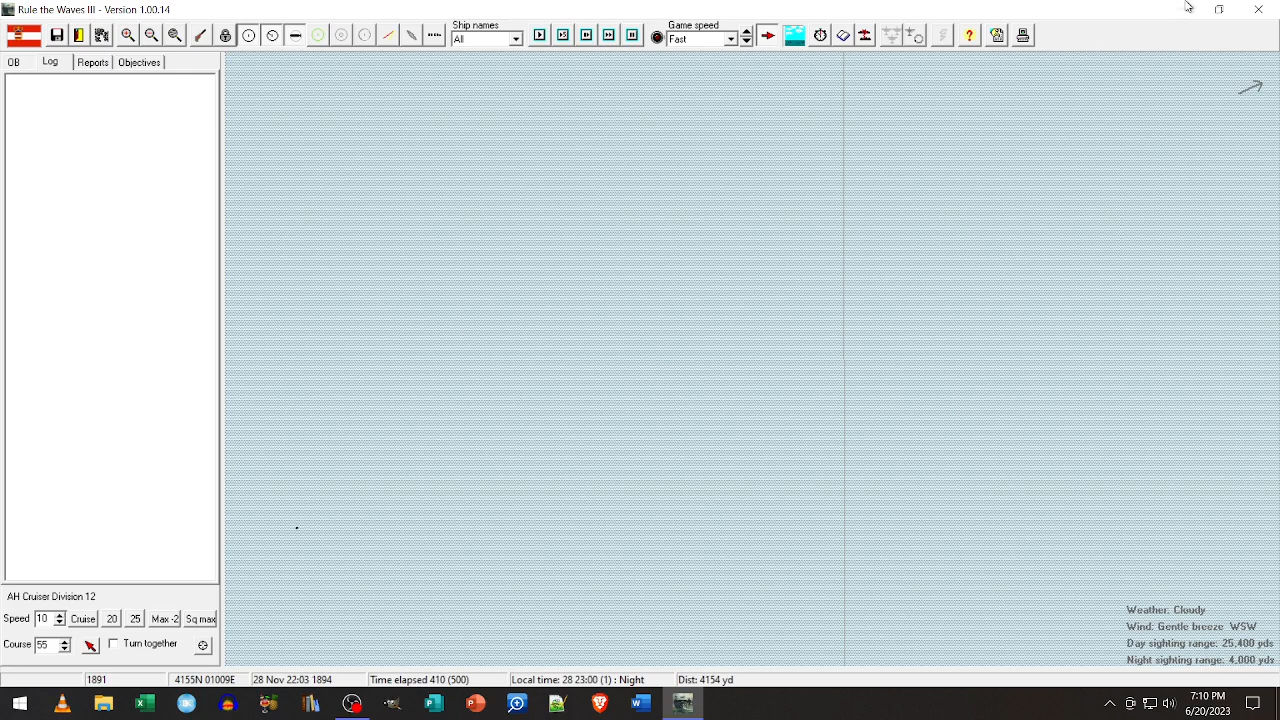 Rule the Waves III - Version 1.00.14
Ship names
All
Game speed
Fast
OB Log Reports Objectives
AH Cruiser Division 12
Speed 10 Cruise 20 25 Max -2 Sq max
Course 55 Turn together
Weather: Cloudy
Wind: Gentle breeze WSW
Day sighting range: 25,400 yds
Night sighting range: 4,000 yds
1891 4155N 01009E 28 Nov 22:03 1894 Time elapsed 410 (500) Local time: 28 23:00 (1) : Night Dist: 4154 yd
7:10 PM
6/20/2023